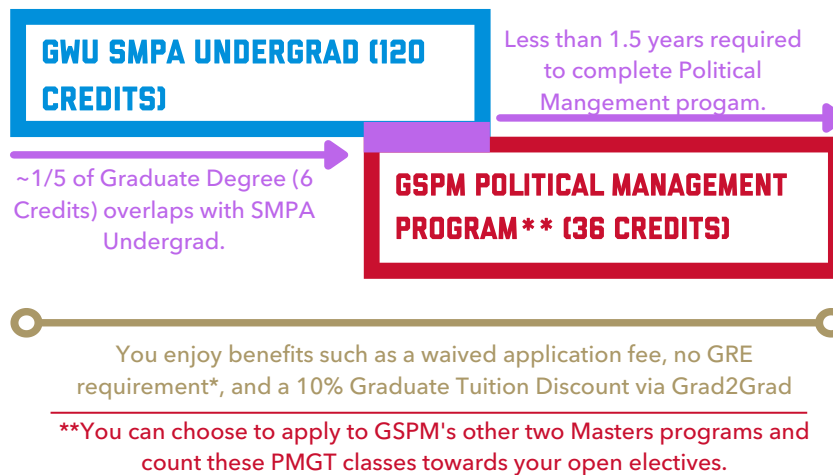 GWU SMPA UNDERGRAD (120
CREDITS)
Less than 1.5 years required
to complete Political
Mangement progam.
~1/5 of Graduate Degree (6
Credits) overlaps with SMPA
Undergrad.
GSPM POLITICAL MANAGEMENT
PROGRAM** (36 CREDITS)
You enjoy benefits such as a waived application fee, no GRE
requirement*, and a 10% Graduate Tuition Discount via Grad2Grad
**You can choose to apply to GSPM's other two Masters programs and
count these PMGT classes towards your open electives.